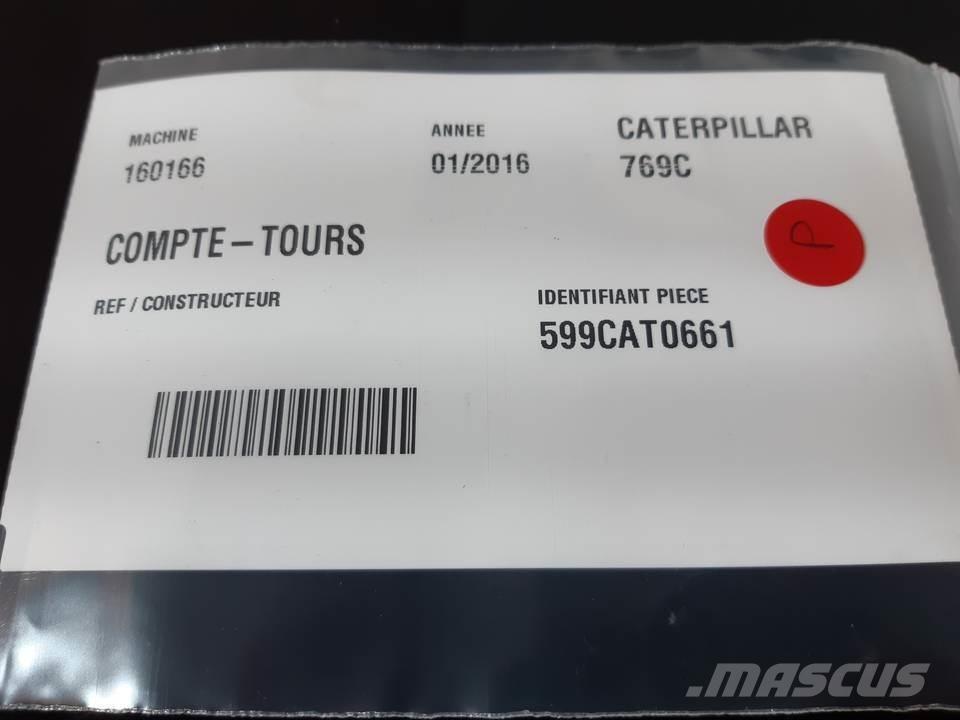 MACHINE
160166
ANNEE
01/2016
CATERPILLAR
769C
COMPTE – TOURS
P
REF / CONSTRUCTEUR
IDENTIFIANT PIECE
599CAT0661
.MASCUS